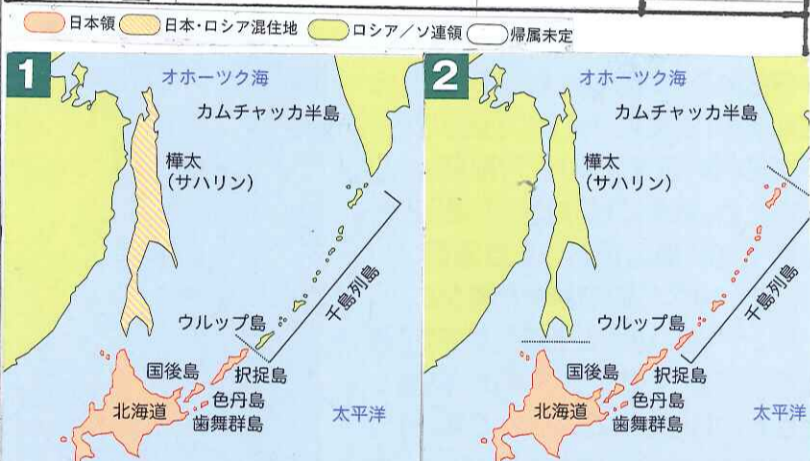 日本領 日本・ロシア混住地 ロシア/ソ連領 帰属未定
1
オホーツク海
カムチャッカ半島
樺太
(サハリン)
千島列島
ウルップ島
国後島
択捉島
色丹島
北海道
歯舞群島
太平洋
2
オホーツク海
カムチャッカ半島
樺太
(サハリン)
千島列島
ウルップ島
国後島
択捉島
色丹島
北海道
歯舞群島
太平洋